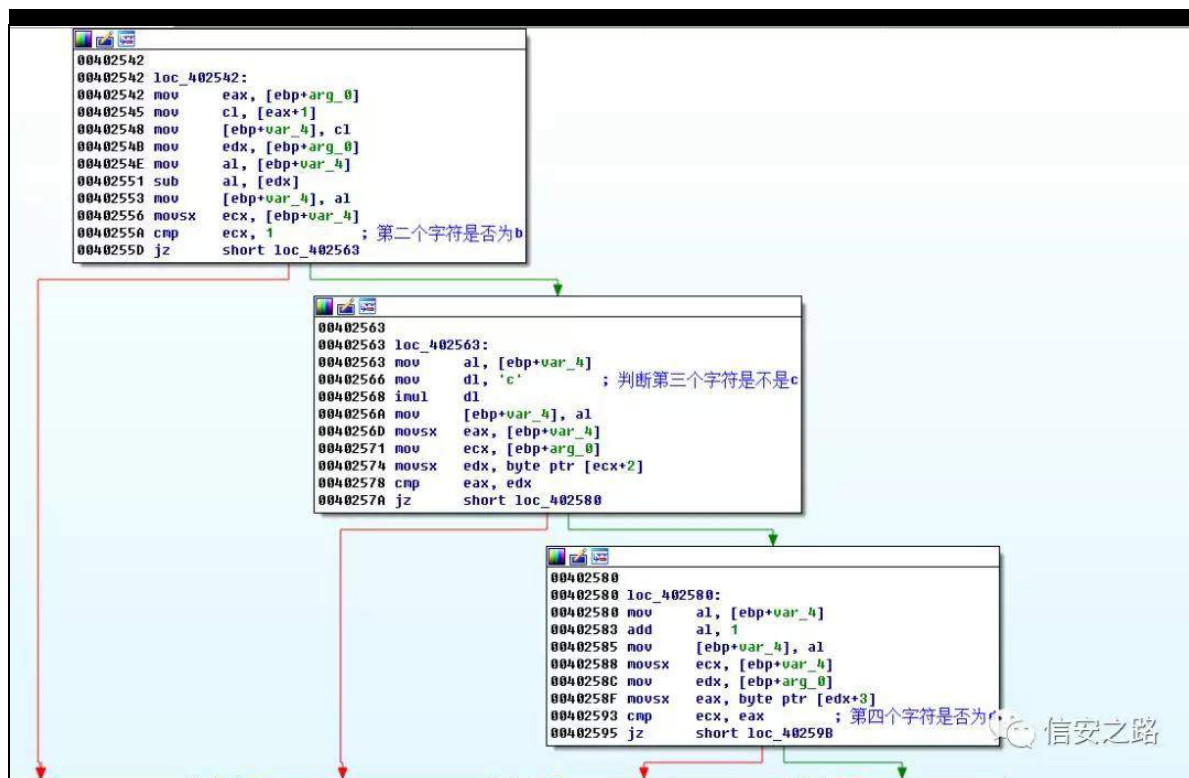 00402542
00402542 loc_402542:
00402542 mov eax, [ebp+arg_0]
00402545 mov cl, [eax+1]
00402548 mov [ebp+var_4], cl
0040254B mov edx, [ebp+arg_0]
0040254E mov al, [ebp+var_4]
00402551 sub al, [edx]
00402553 mov [ebp+var_4], al
00402556 movsx ecx, [ebp+var_4]
0040255A cmp ecx, 1 ; 第二个字符是否为b
0040255D jz short loc_402563
00402563
00402563 loc_402563:
00402563 mov al, [ebp+var_4]
00402566 mov dl, 'c' ; 判断第三个字符是不是c
00402568 imul dl
0040256A mov [ebp+var_4], al
0040256D movsx eax, [ebp+var_4]
00402571 mov ecx, [ebp+arg_0]
00402574 movsx edx, byte ptr [ecx+2]
00402578 cmp eax, edx
0040257A jz short loc_402580
00402580
00402580 loc_402580:
00402580 mov al, [ebp+var_4]
00402583 add al, 1
00402585 mov [ebp+var_4], al
00402588 movsx ecx, [ebp+var_4]
0040258C mov edx, [ebp+arg_0]
0040258F movsx eax, byte ptr [edx+3]
00402593 cmp ecx, eax ; 第四个字符是否为
00402595 jz short loc_40259B
信安之路